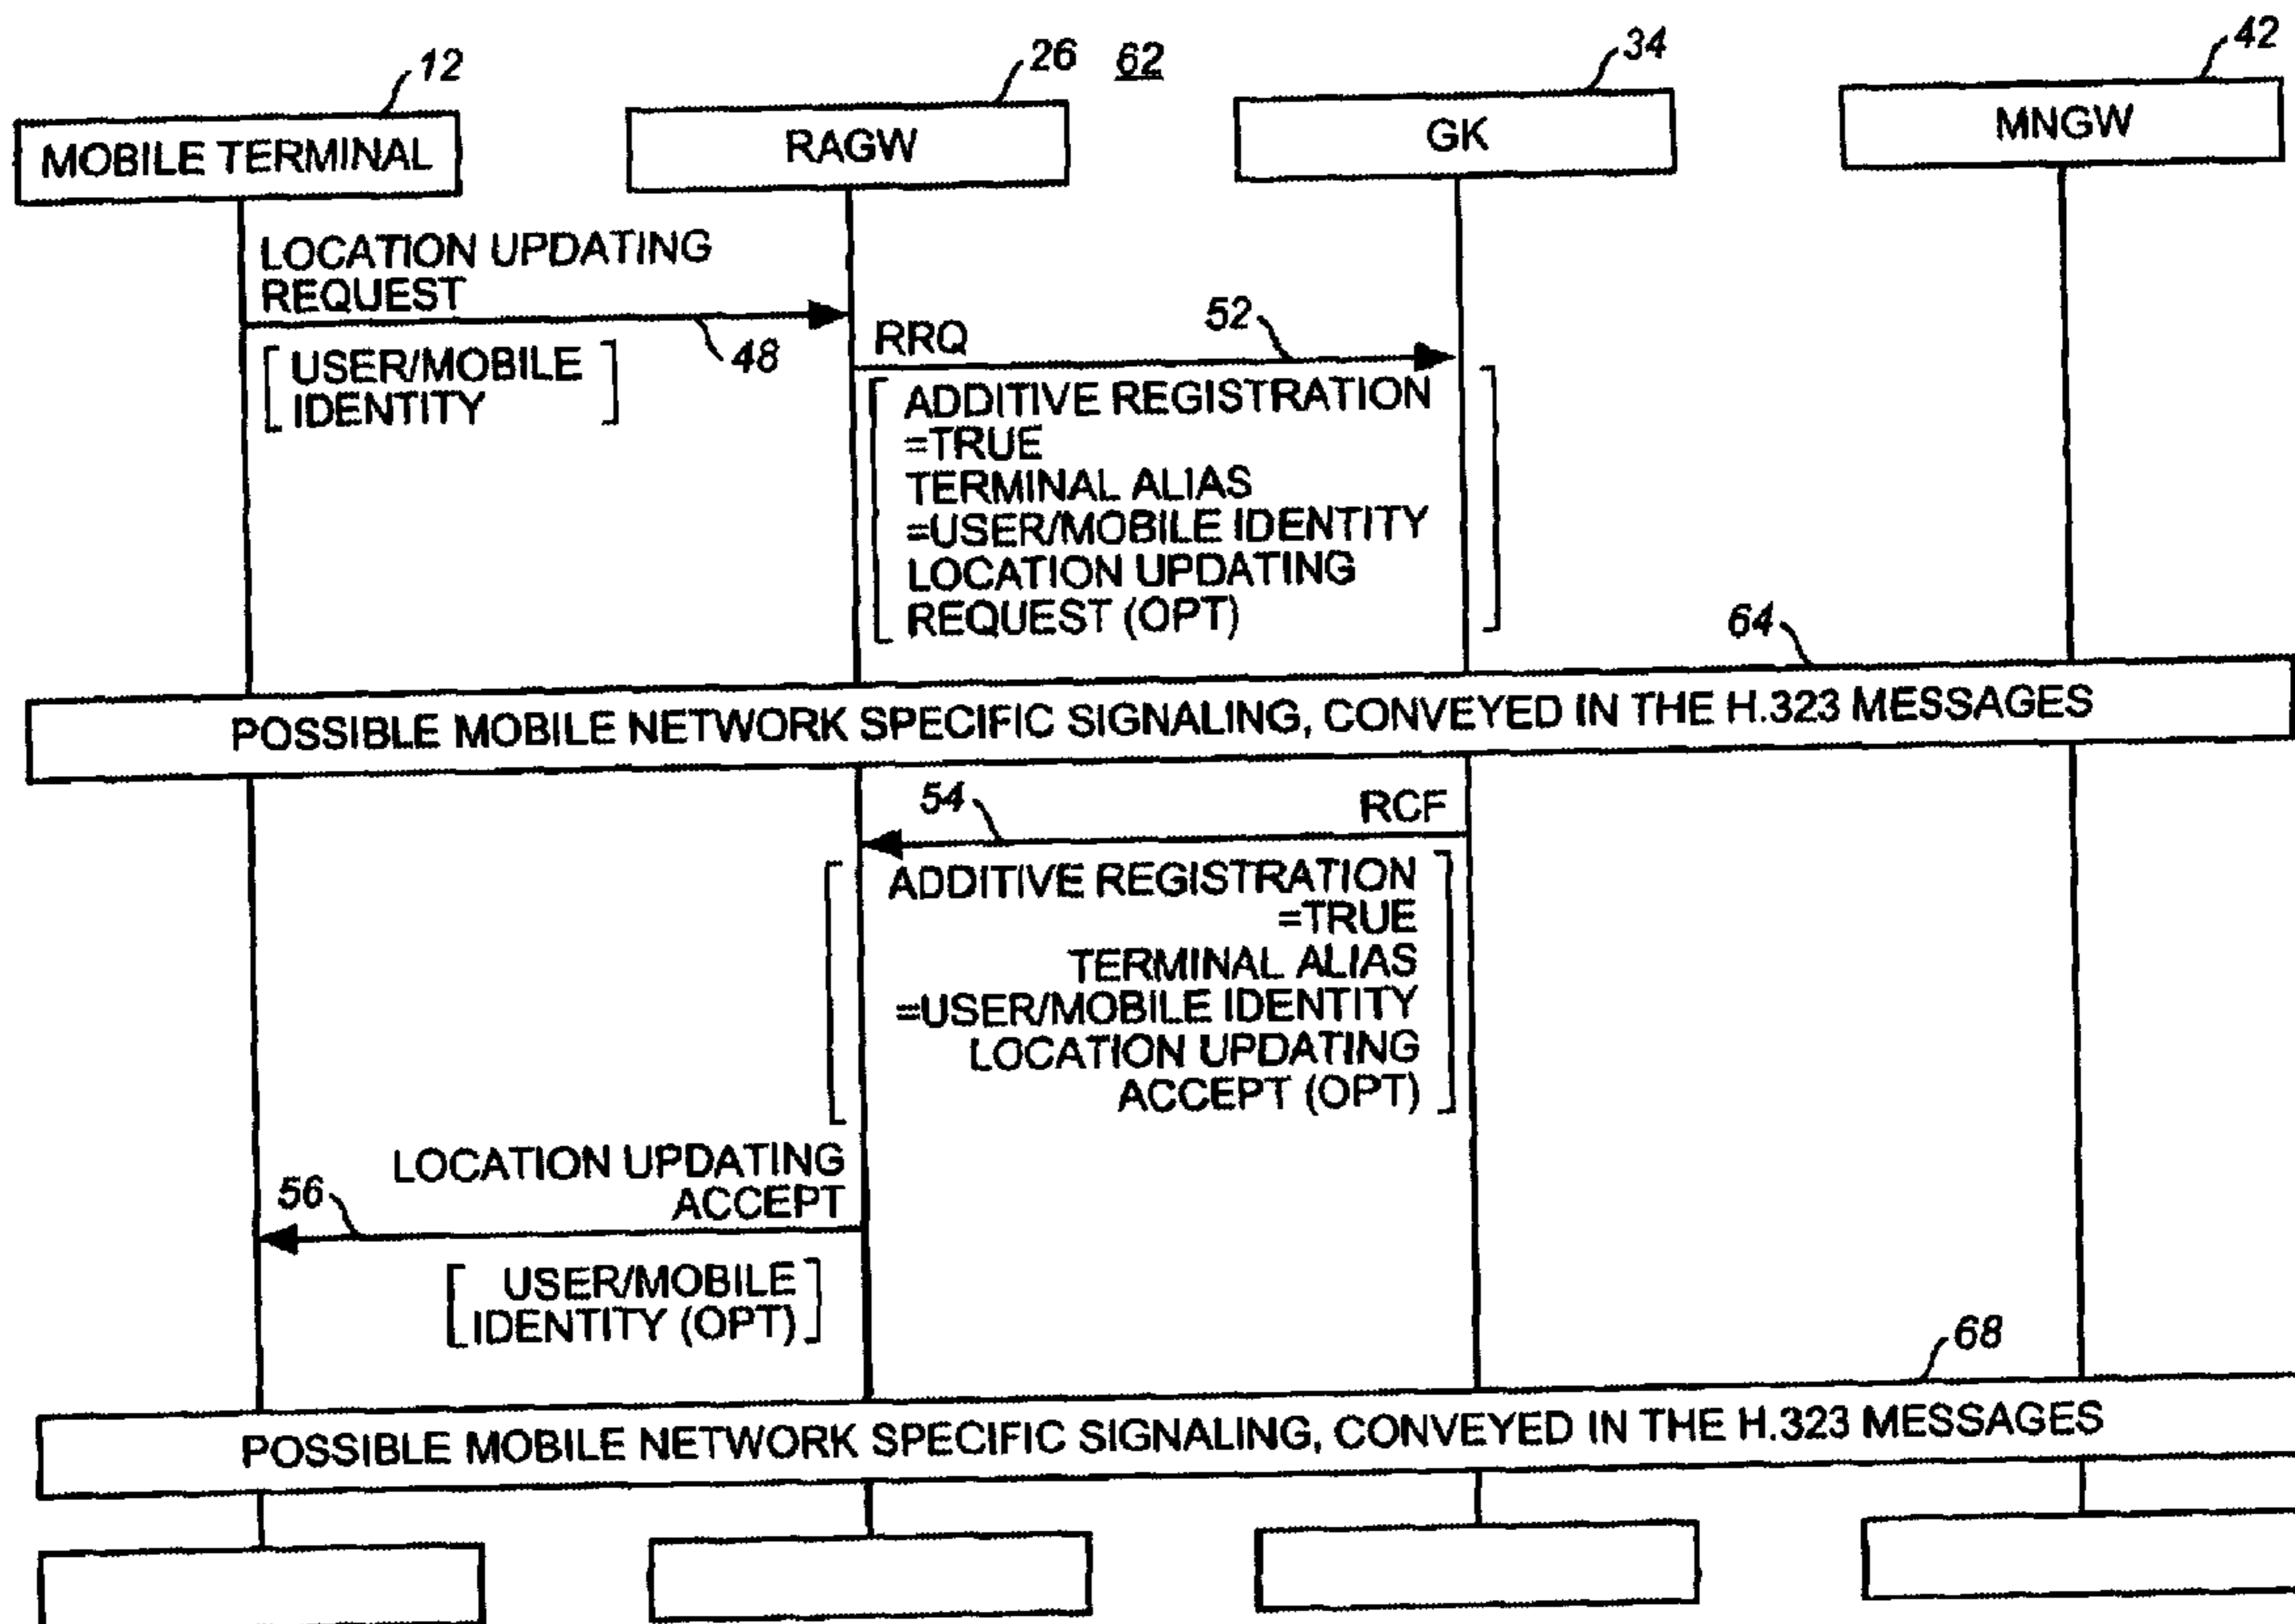 12
26
62
34
42
MOBILE TERMINAL
RAGW
GK
MNGW
LOCATION UPDATING
REQUEST
48
USER/MOBILE
IDENTITY
RRQ
52
ADDITIVE REGISTRATION
=TRUE
TERMINAL ALIAS
=USER/MOBILE IDENTITY
LOCATION UPDATING
REQUEST (OPT)
64
POSSIBLE MOBILE NETWORK SPECIFIC SIGNALING, CONVEYED IN THE H.323 MESSAGES
54
RCF
ADDITIVE REGISTRATION
=TRUE
TERMINAL ALIAS
=USER/MOBILE IDENTITY
LOCATION UPDATING
ACCEPT (OPT)
LOCATION UPDATING
ACCEPT
56
USER/MOBILE
IDENTITY (OPT)
68
POSSIBLE MOBILE NETWORK SPECIFIC SIGNALING, CONVEYED IN THE H.323 MESSAGES